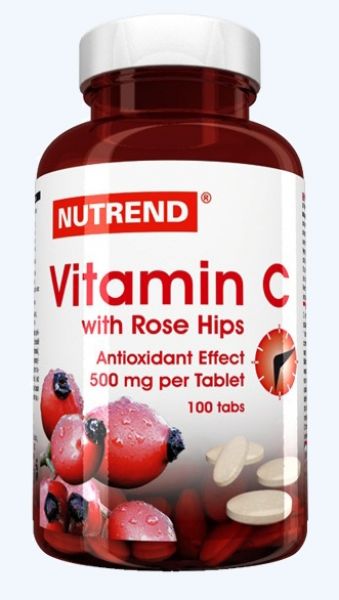 NUTREND®
Vitamin C
with Rose Hips
Antioxidant Effect
500 mg per Tablet
100 tabs